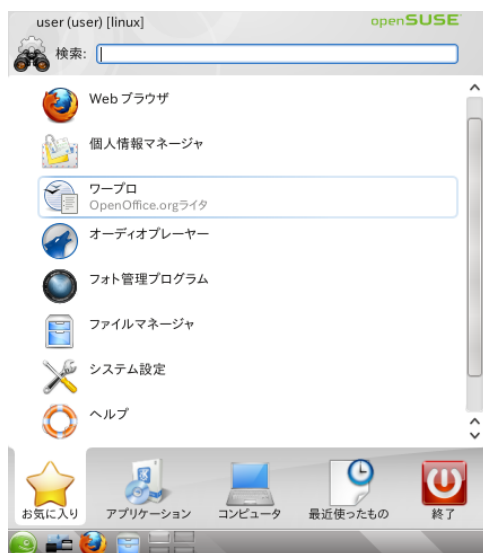 user (user) [linux]
openSUSE
検索:
Web ブラウザ
個人情報マネージャ
ワープロ
OpenOffice.orgライタ
オーディオプレーヤー
フォト管理プログラム
ファイルマネージャ
システム設定
ヘルプ
お気に入り
アプリケーション
コンピュータ
最近使ったもの
終了